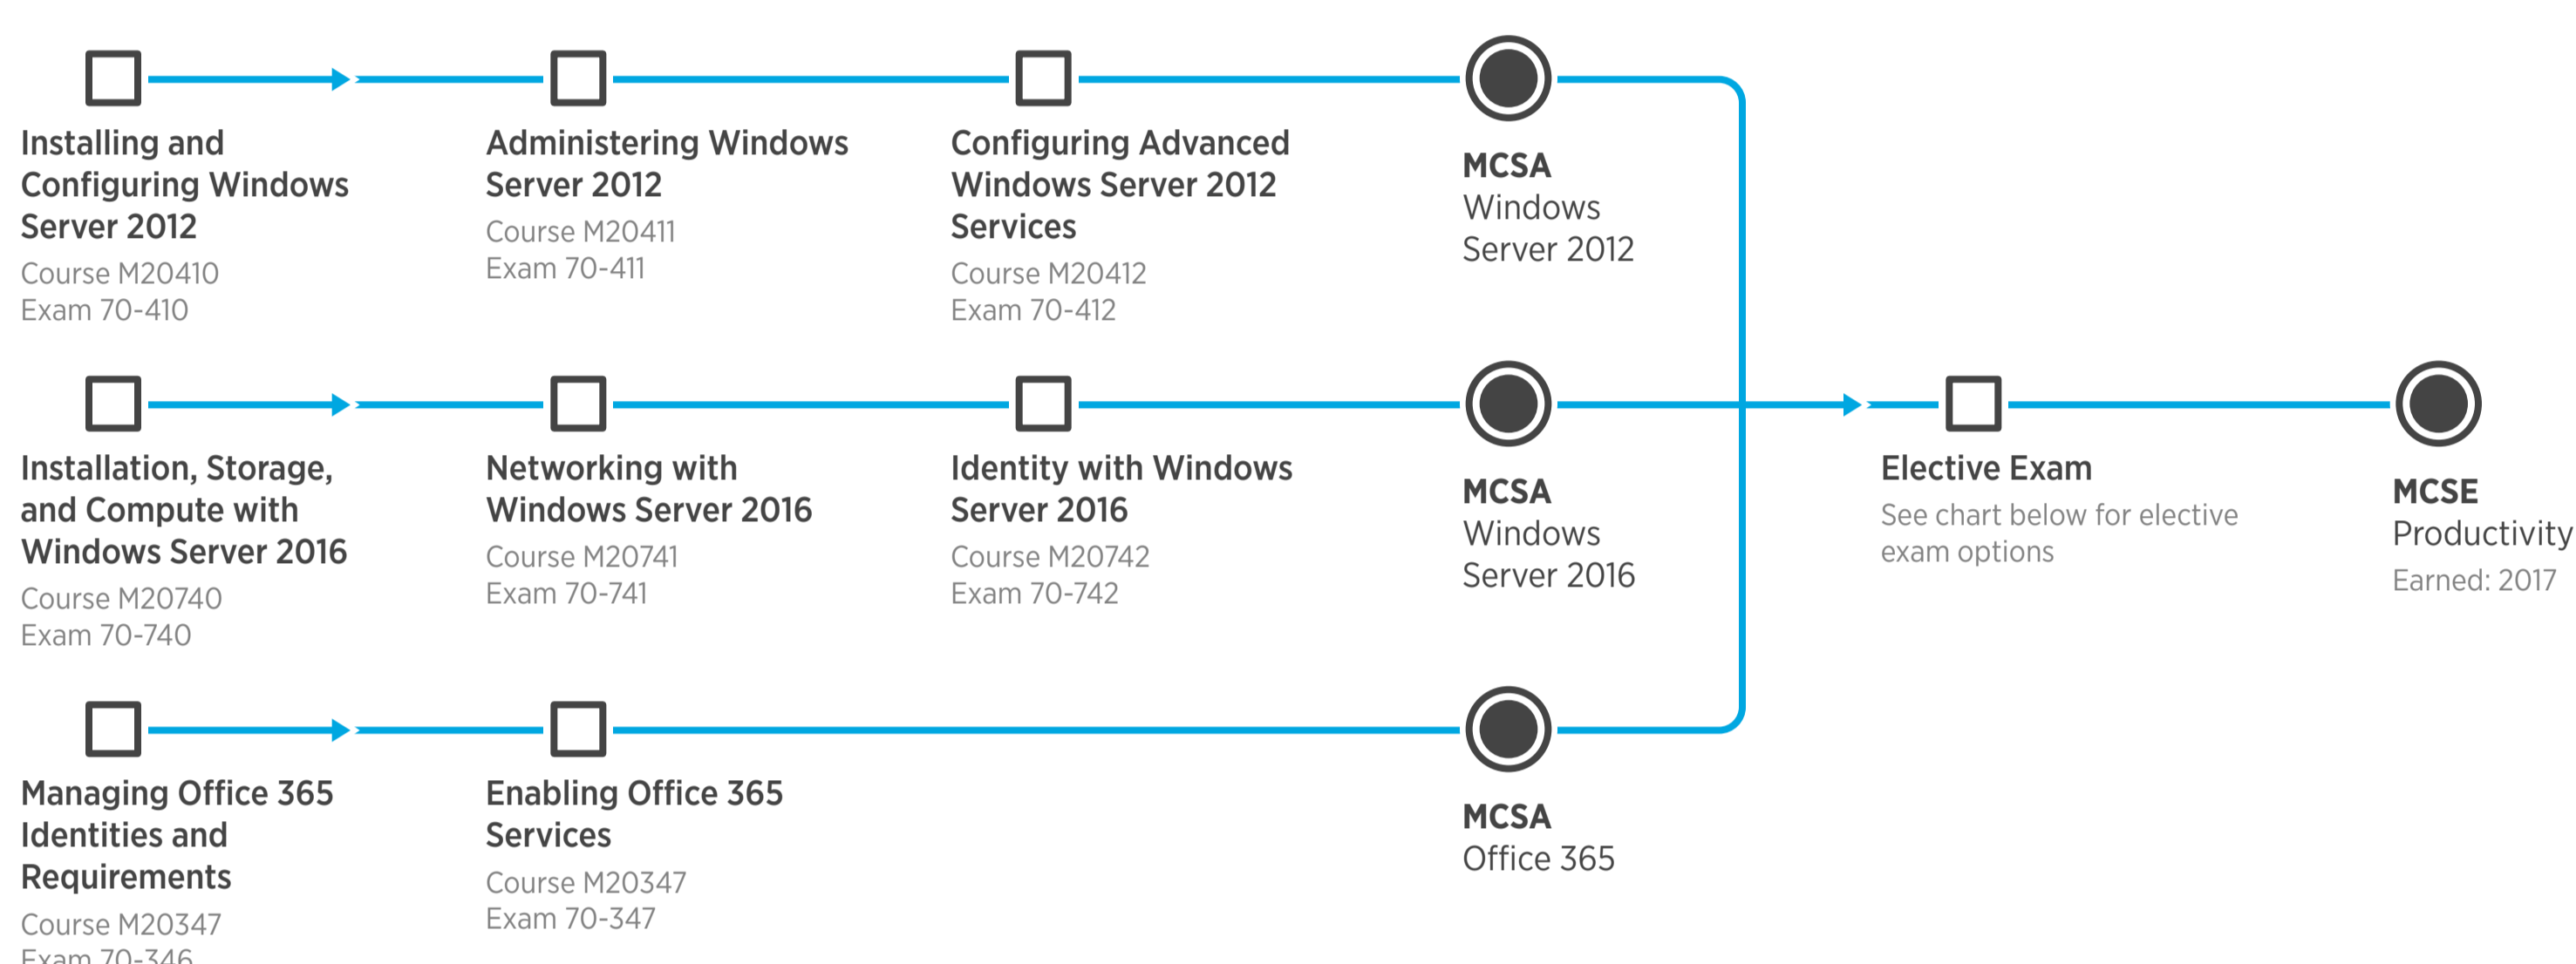 Installing and
Configuring Windows
Server 2012
Course M20410
Exam 70-410
Administering Windows
Server 2012
Course M20411
Exam 70-411
Configuring Advanced
Windows Server 2012
Services
Course M20412
Exam 70-412
MCSA
Windows
Server 2012
Installation, Storage,
and Compute with
Windows Server 2016
Course M20740
Exam 70-740
Networking with
Windows Server 2016
Course M20741
Exam 70-741
Identity with Windows
Server 2016
Course M20742
Exam 70-742
MCSA
Windows
Server 2016
Elective Exam
See chart below for elective
exam options
MCSE
Productivity
Earned: 2017
Managing Office 365
Identities and
Requirements
Course M20347
Exam 70-346
Enabling Office 365
Services
Course M20347
Exam 70-347
MCSA
Office 365